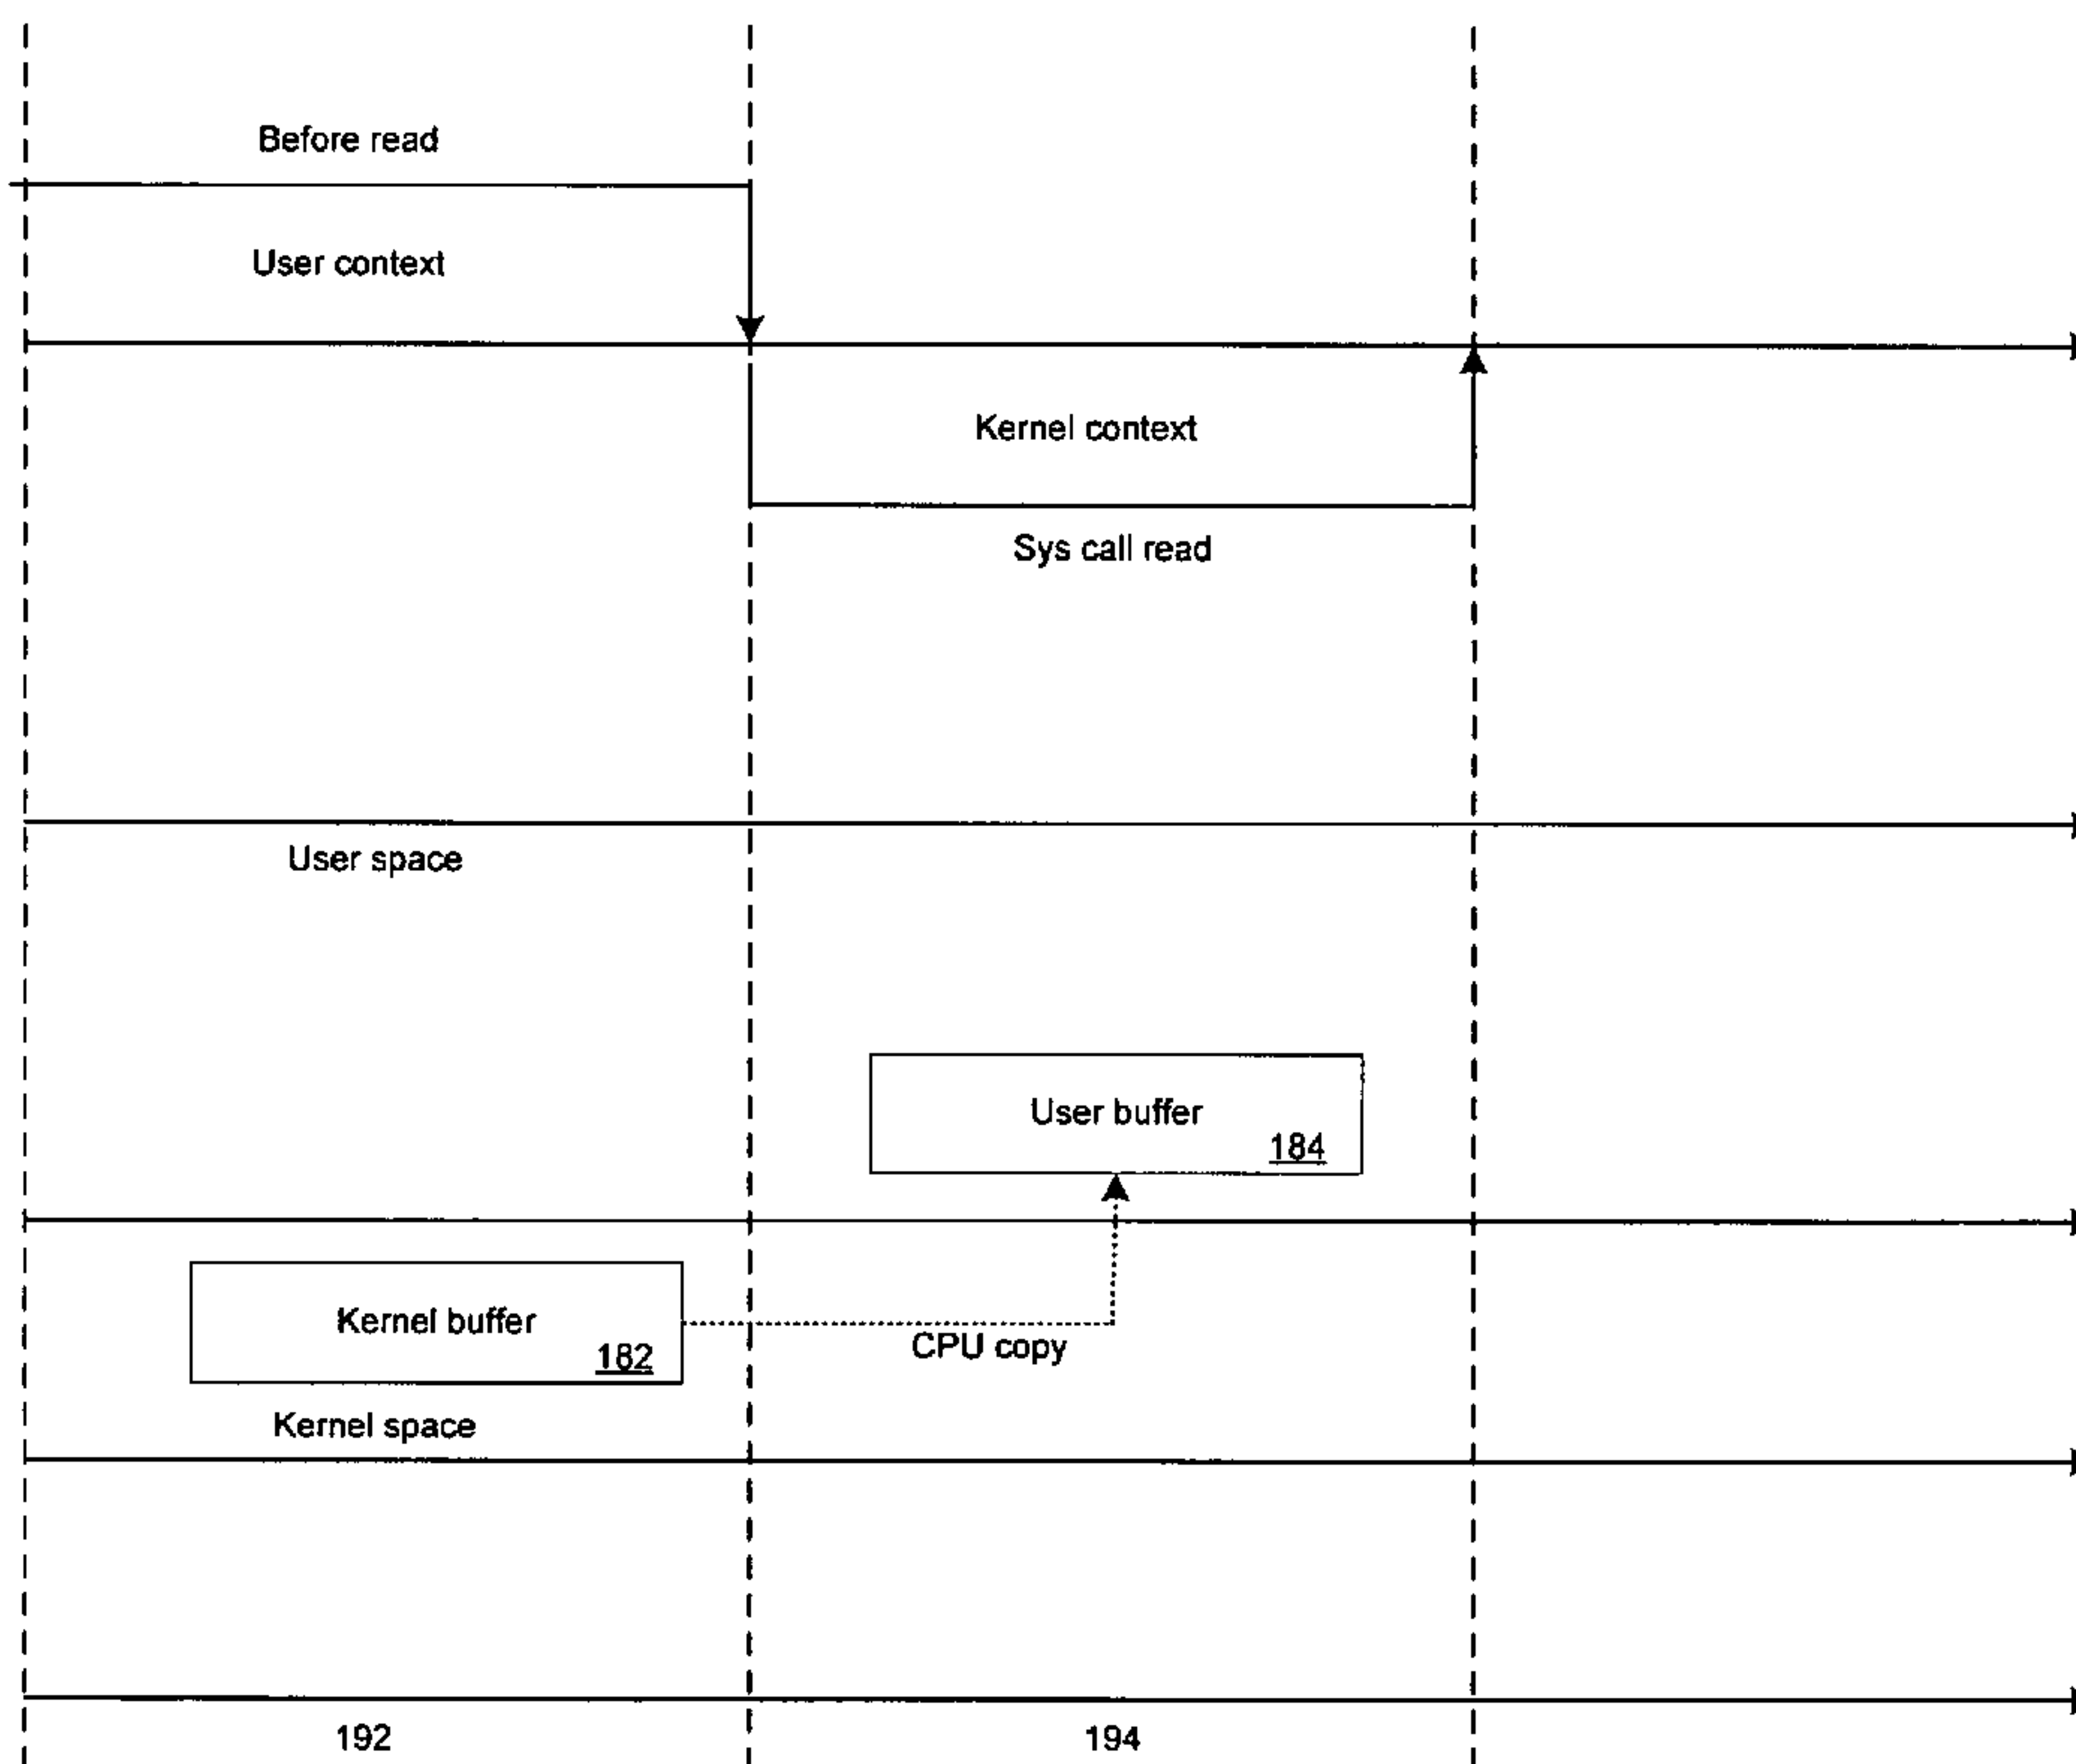 Before read
User context
Kernel context
Sys call read
User space
User buffer
184
Kernel buffer
182
CPU copy
Kernel space
192
194